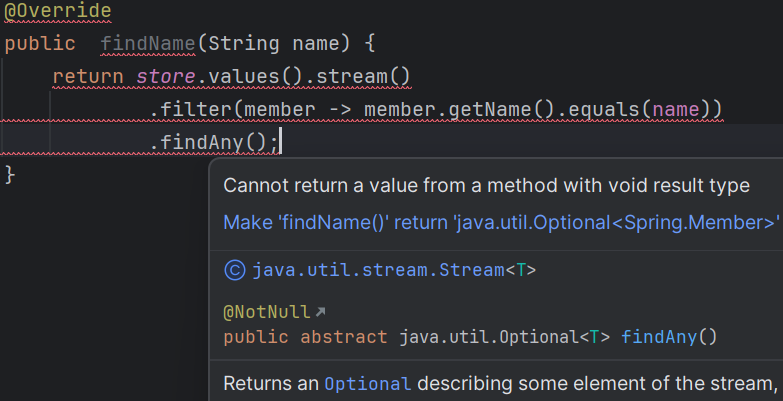 @Override
public  findName(String name) {
return store.values().stream()
.filter(member -> member.getName().equals(name))
.findAny();
}
Cannot return a value from a method with void result type
Make 'findName()' return 'java.util.Optional<Spring.Member>'
C java.util.stream.Stream<T>
@NotNull
public abstract java.util.Optional<T> findAny()
Returns an Optional describing some element of the stream,